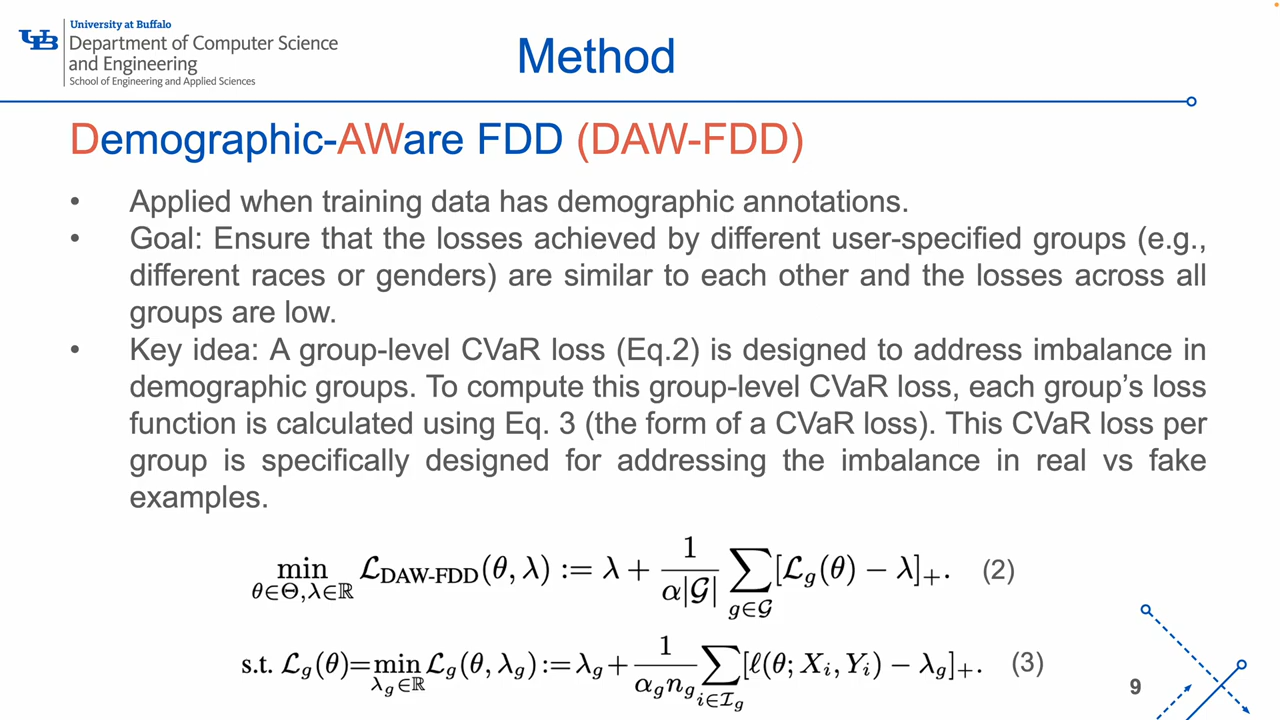 University at Buffalo
Department of Computer Science
and Engineering
School of Engineering and Applied Sciences
Method
Demographic-AWare FDD (DAW-FDD)
• Applied when training data has demographic annotations.
• Goal: Ensure that the losses achieved by different user-specified groups (e.g.,
different races or genders) are similar to each other and the losses across all
groups are low.
• Key idea: A group-level CVaR loss (Eq.2) is designed to address imbalance in
demographic groups. To compute this group-level CVaR loss, each group’s loss
function is calculated using Eq. 3 (the form of a CVaR loss). This CVaR loss per
group is specifically designed for addressing the imbalance in real vs fake
examples.
min_{θ∈Θ,λ∈ℝ} ℒ_{DAW-FDD}(θ, λ) := λ + \frac{1}{α|𝒢|} ∑_{g∈𝒢} [ℒ_g(θ) − λ]_+. (2)
s.t. ℒ_g(θ)=min_{λ_g∈ℝ} ℒ_g(θ, λ_g) := λ_g + \frac{1}{α_g n_g} ∑_{i∈ℐ_g} [ℓ(θ; X_i, Y_i) − λ_g]_+. (3)
9